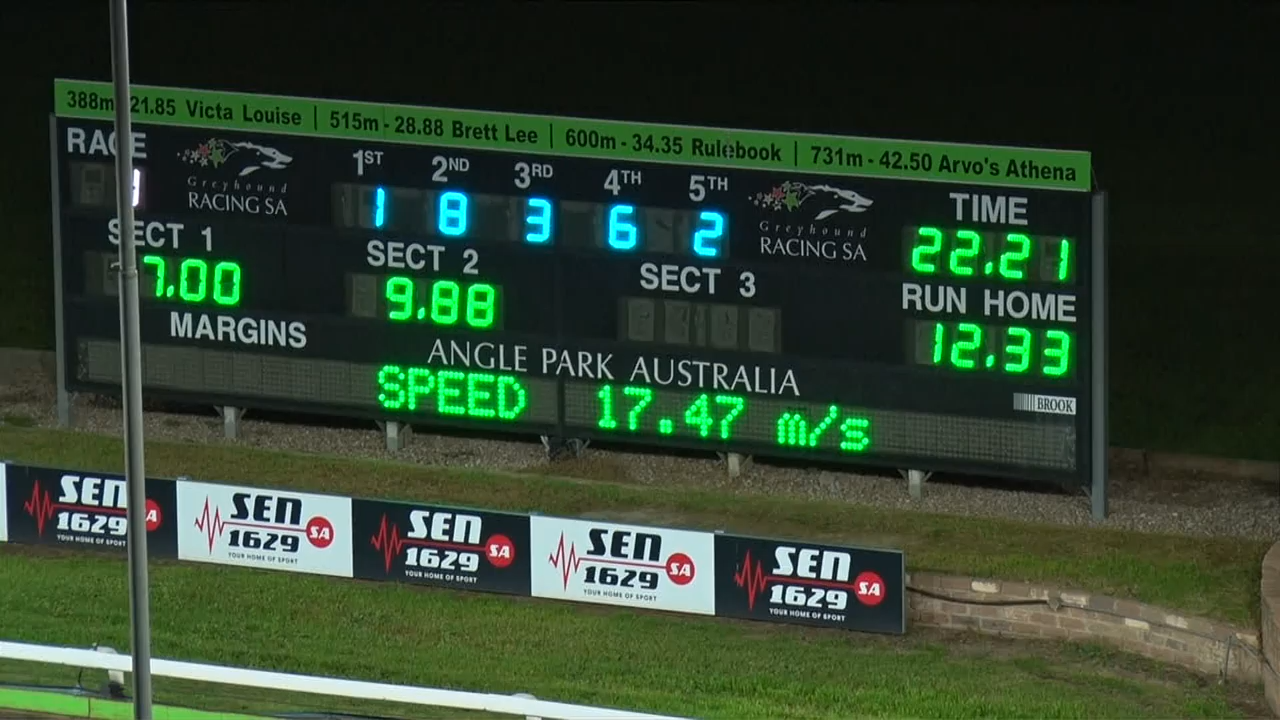 388m 21.85 Victa Louise | 515m - 28.88 Brett Lee | 600m - 34.35 Rulebook | 731m - 42.50 Arvo's Athena
RACE
Greyhound
RACING SA
1ST 2ND 3RD 4TH 5TH
1 8 3 6 2
Greyhound
RACING SA
TIME
22.21
SECT 1
7.00
SECT 2
9.88
SECT 3
RUN HOME
12.33
MARGINS
ANGLE PARK AUSTRALIA
SPEED 17.47 m/s
BROOK
SEN
1629 SA
SEN
1629 SA
YOUR HOME OF SPORT
SEN
1629 SA
YOUR HOME OF SPORT
SEN
1629 SA
YOUR HOME OF SPORT
SEN
1629 SA
YOUR HOME OF SPORT